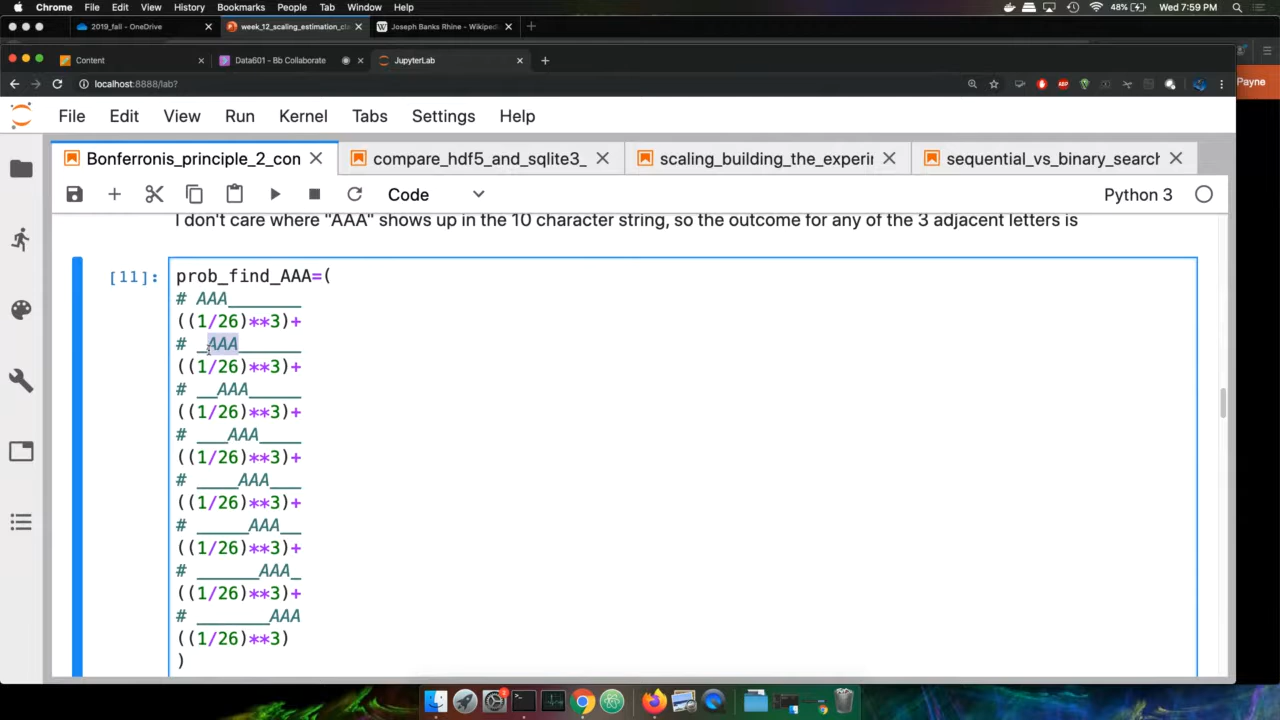 Chrome File Edit View History Bookmarks People Tab Window Help 48% Wed 7:59 PM
2019_fall – OneDrive week_12_scaling_estimation_cl Joseph Banks Rhine - Wikiped
Content Data601 - Bb Collaborate JupyterLab
localhost:8888/lab?
Payne
File Edit View Run Kernel Tabs Settings Help
Bonferronis_principle_2_con compare_hdf5_and_sqlite3_ scaling_building_the_experir sequential_vs_binary_search
Code Python 3
I don't care where "AAA" shows up in the 10 character string, so the outcome for any of the 3 adjacent letters is
[11]: prob_find_AAA=(
# AAA_______
((1/26)**3)+
# _AAA______
((1/26)**3)+
# __AAA_____
((1/26)**3)+
# ___AAA____
((1/26)**3)+
# ____AAA___
((1/26)**3)+
# _____AAA__
((1/26)**3)+
# ______AAA_
((1/26)**3)+
# _______AAA
((1/26)**3)
)